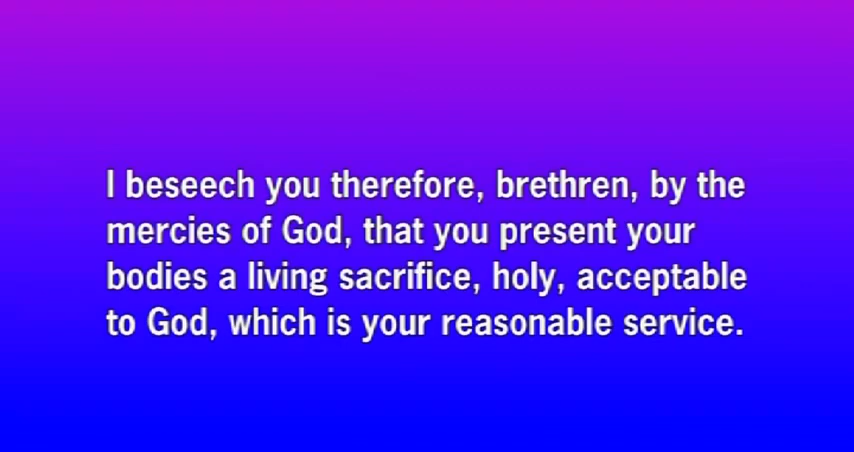 I beseech you therefore, brethren, by the
mercies of God, that you present your
bodies a living sacrifice, holy, acceptable
to God, which is your reasonable service.